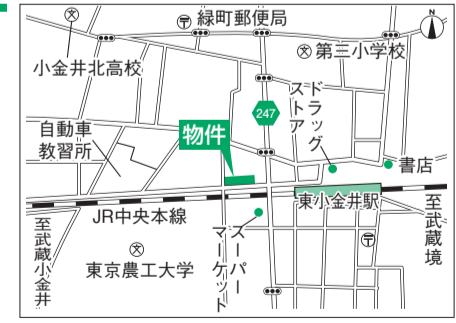 緑町郵便局
N
小金井北高校
第三小学校
247
ドラッグ
ストア
自動車
教習所
物件
書店
東小金井駅
JR中央本線
至武蔵小金井
至武蔵境
スーパー
マーケット
東京農工大学
文
文
文